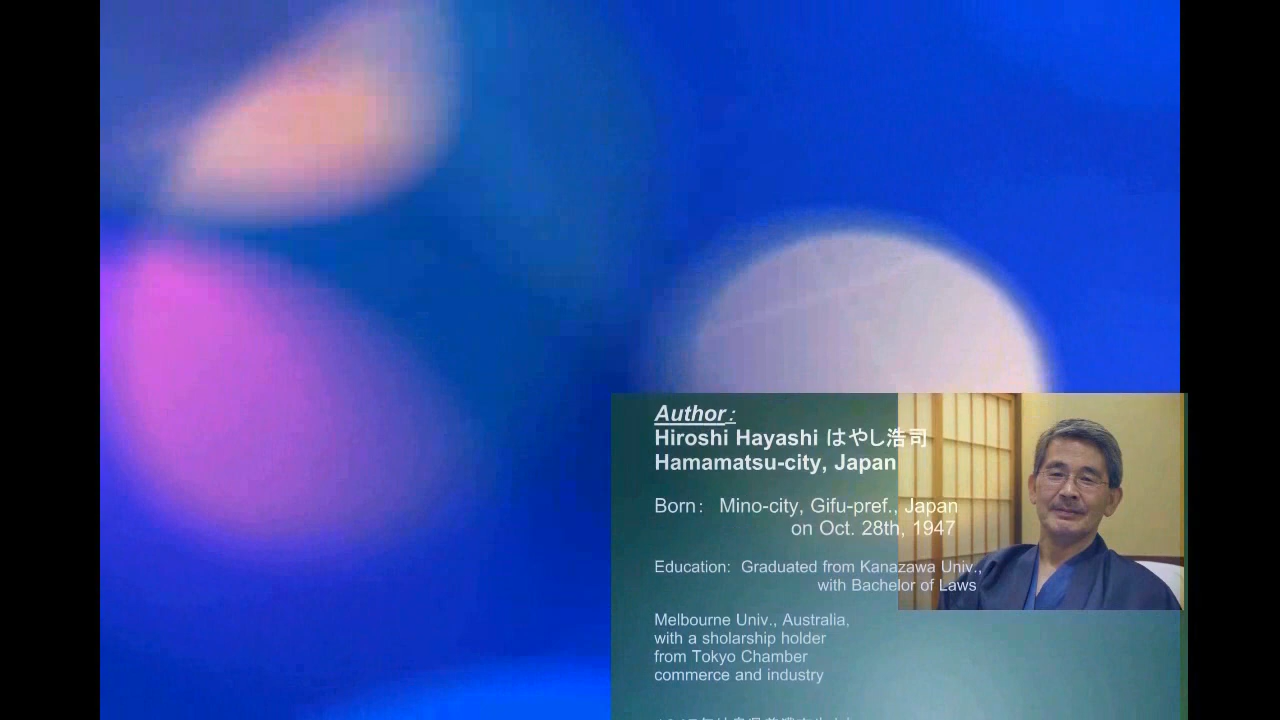 Author :
Hiroshi Hayashi はやし浩司
Hamamatsu-city, Japan
Born： Mino-city, Gifu-pref., Japan
on Oct. 28th, 1947
Education: Graduated from Kanazawa Univ.,
with Bachelor of Laws
Melbourne Univ., Australia,
with a sholarship holder
from Tokyo Chamber
commerce and industry